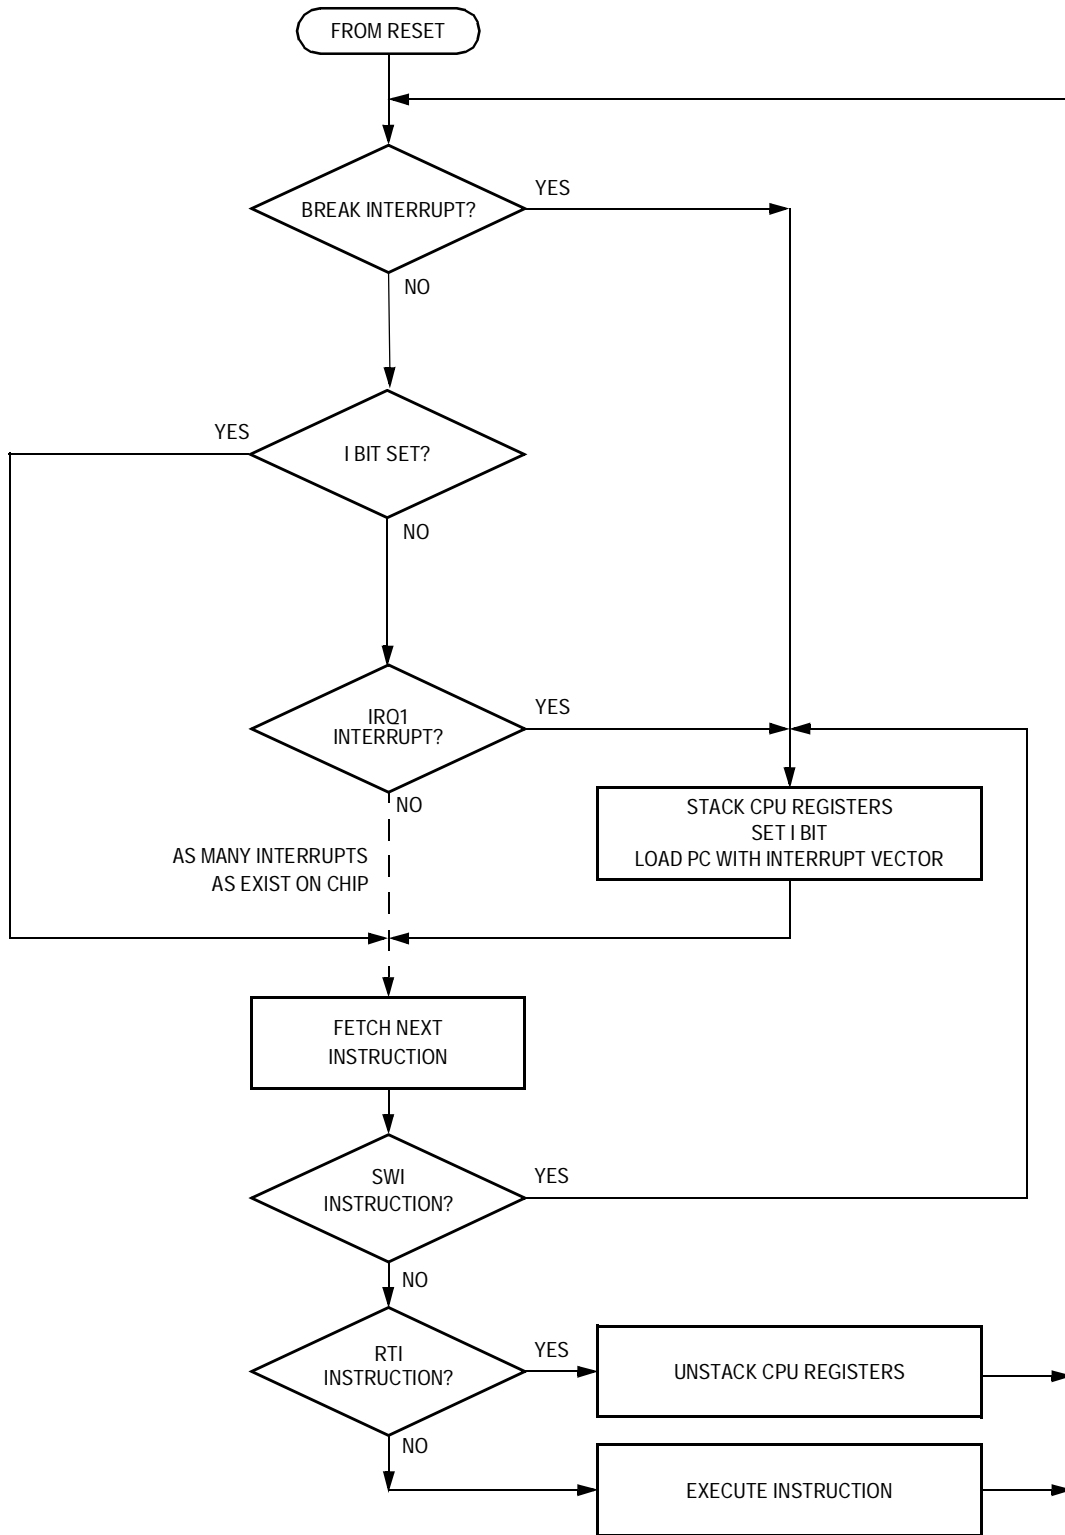 FROM RESET
BREAK INTERRUPT?
YES
NO
YES
I BIT SET?
NO
IRQ1
INTERRUPT?
YES
NO
STACK CPU REGISTERS
SET I BIT
LOAD PC WITH INTERRUPT VECTOR
AS MANY INTERRUPTS
AS EXIST ON CHIP
FETCH NEXT
INSTRUCTION
SWI
INSTRUCTION?
YES
NO
RTI
INSTRUCTION?
YES
UNSTACK CPU REGISTERS
NO
EXECUTE INSTRUCTION